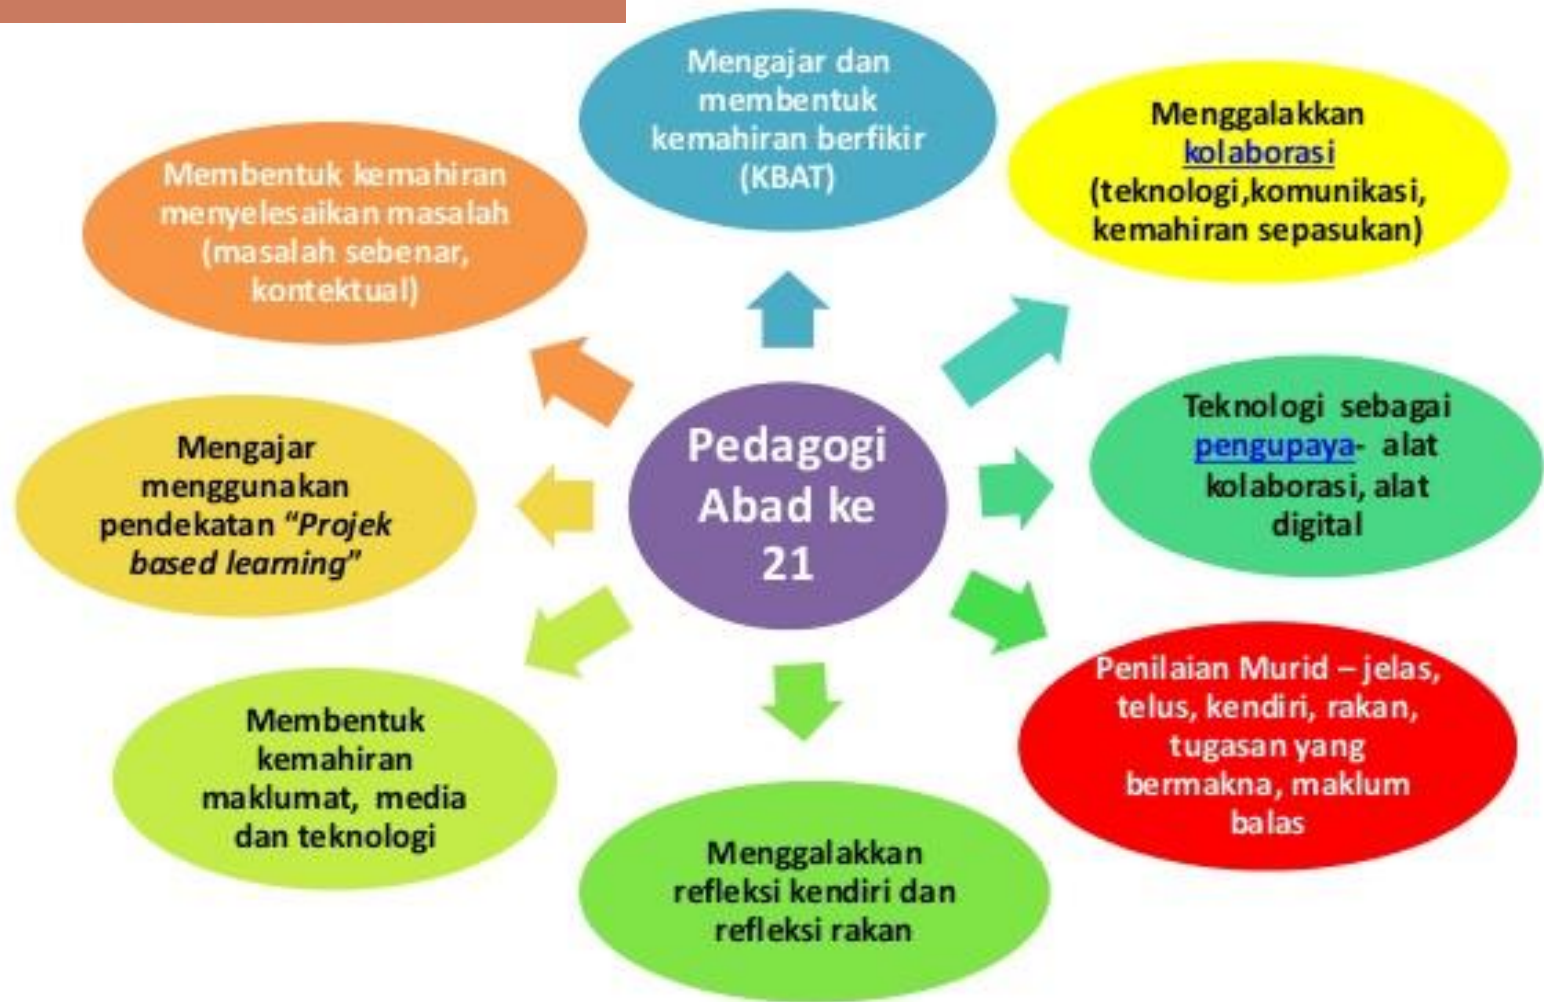 Mengajar dan
membentuk
kemahiran berfikir
(KBAT)
Menggalakkan
kolaborasi
(teknologi,komunikasi,
kemahiran sepasukan)
Teknologi sebagai
pengupaya- alat
kolaborasi, alat
digital
Penilaian Murid – jelas,
telus, kendiri, rakan,
tugasan yang
bermakna, maklum
balas
Menggalakkan
refleksi kendiri dan
refleksi rakan
Membentuk
kemahiran
maklumat, media
dan teknologi
Mengajar
menggunakan
pendekatan “Projek
based learning”
Membentuk kemahiran
menyelesaikan masalah
(masalah sebenar,
kontektual)
Pedagogi
Abad ke
21